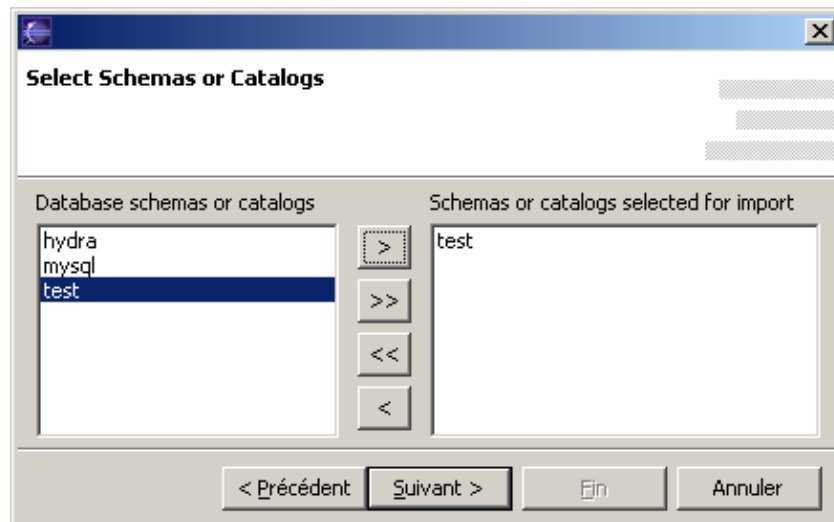 Select Schemas or Catalogs
Database schemas or catalogs
Schemas or catalogs selected for import
hydra
mysql
test
test
>
>>
<<
<
< Précédent
Suivant >
Fin
Annuler